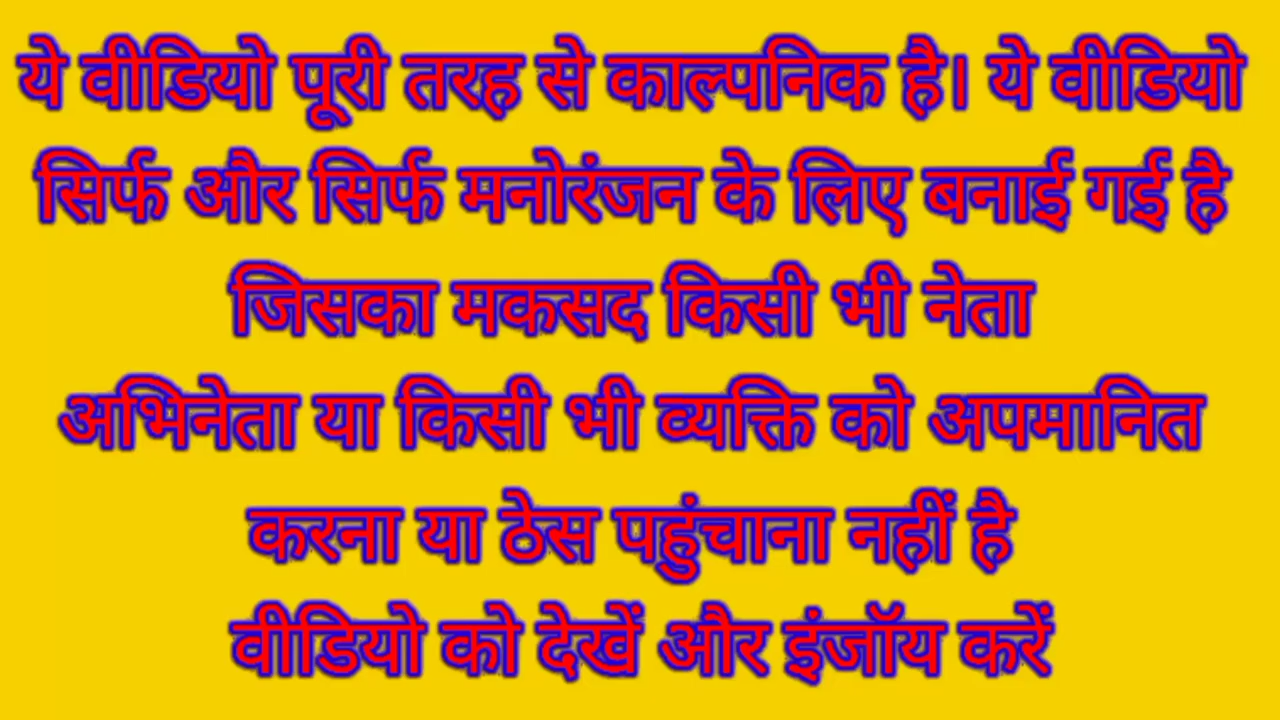 ये वीडियो पूरी तरह से काल्पनिक है। ये वीडियो
सिर्फ और सिर्फ मनोरंजन के लिए बनाई गई है
जिसका मकसद किसी भी नेता
अभिनेता या किसी भी व्यक्ति को अपमानित
करना या ठेस पहुंचाना नहीं है
वीडियो को देखें और इंजॉय करें